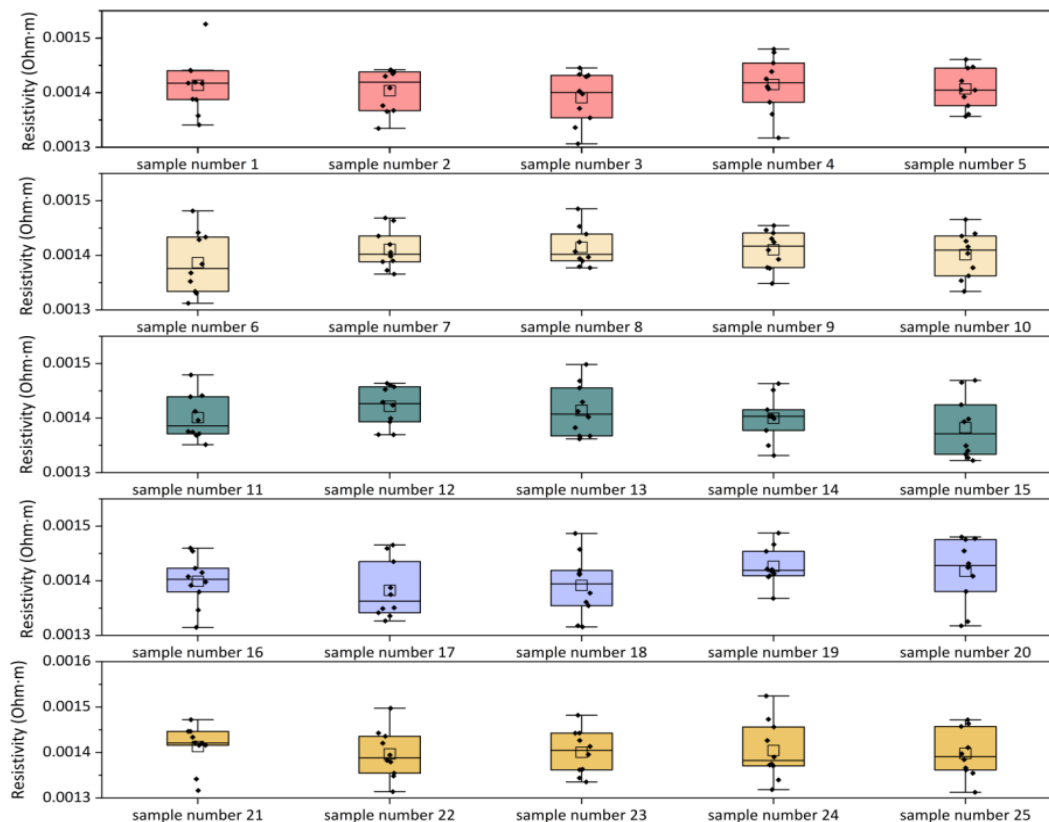 Resistivity (Ohm·m)
0.0015
0.0014
0.0013
sample number 1 sample number 2 sample number 3 sample number 4 sample number 5
Resistivity (Ohm·m)
0.0015
0.0014
0.0013
sample number 6 sample number 7 sample number 8 sample number 9 sample number 10
Resistivity (Ohm·m)
0.0015
0.0014
0.0013
sample number 11 sample number 12 sample number 13 sample number 14 sample number 15
Resistivity (Ohm·m)
0.0015
0.0014
0.0013
sample number 16 sample number 17 sample number 18 sample number 19 sample number 20
Resistivity (Ohm·m)
0.0016
0.0015
0.0014
0.0013
sample number 21 sample number 22 sample number 23 sample number 24 sample number 25